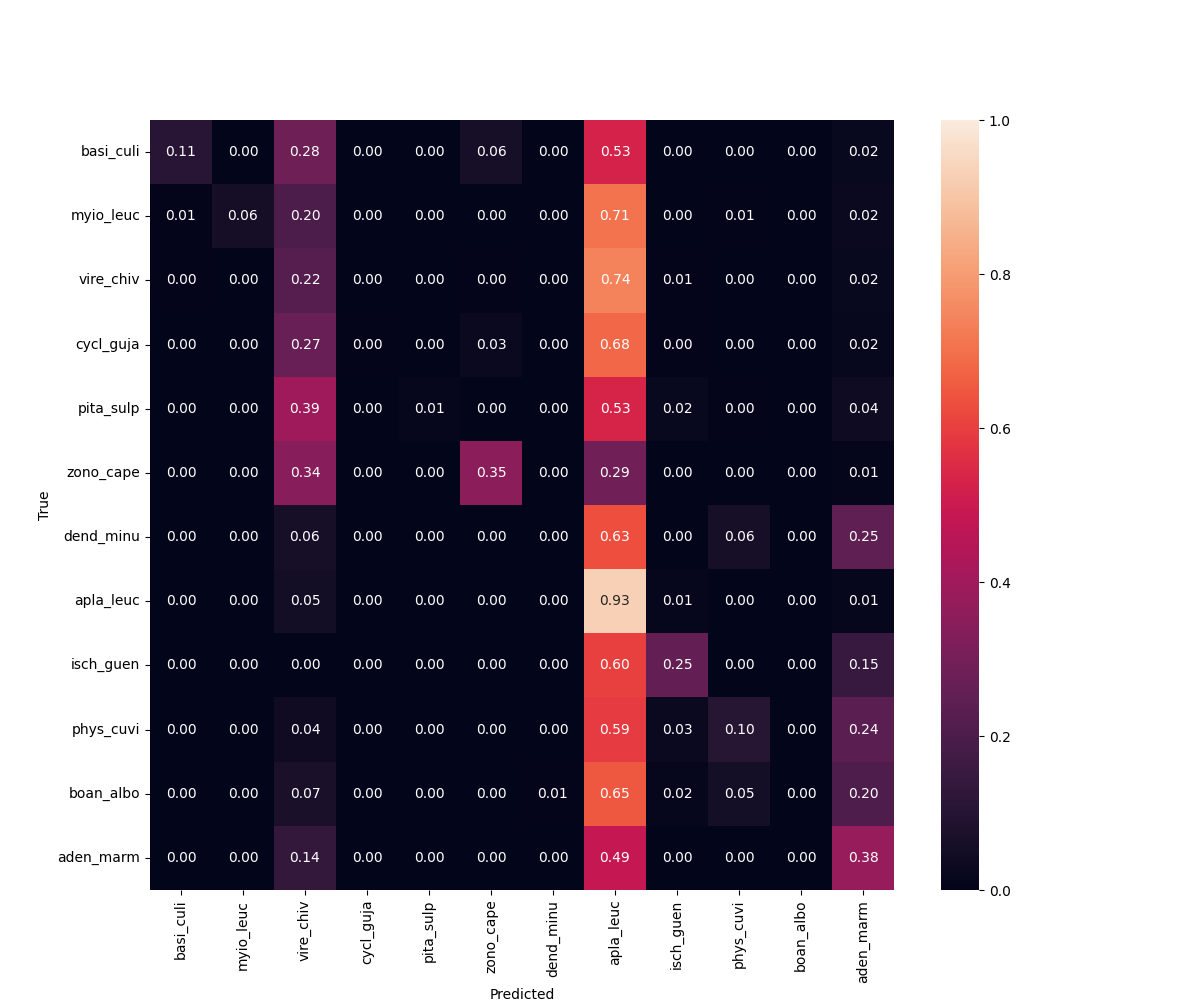 basi_culi 0.11 0.00 0.28 0.00 0.00 0.06 0.00 0.53 0.00 0.00 0.00 0.02
myio_leuc 0.01 0.06 0.20 0.00 0.00 0.00 0.00 0.71 0.00 0.01 0.00 0.02
vire_chiv 0.00 0.00 0.22 0.00 0.00 0.00 0.00 0.74 0.01 0.00 0.00 0.02
cycl_guja 0.00 0.00 0.27 0.00 0.00 0.03 0.00 0.68 0.00 0.00 0.00 0.02
pita_sulp 0.00 0.00 0.39 0.00 0.01 0.00 0.00 0.53 0.02 0.00 0.00 0.04
zono_cape 0.00 0.00 0.34 0.00 0.00 0.35 0.00 0.29 0.00 0.00 0.00 0.01
dend_minu 0.00 0.00 0.06 0.00 0.00 0.00 0.00 0.63 0.00 0.06 0.00 0.25
apla_leuc 0.00 0.00 0.05 0.00 0.00 0.00 0.00 0.93 0.01 0.00 0.00 0.01
isch_guen 0.00 0.00 0.00 0.00 0.00 0.00 0.00 0.60 0.25 0.00 0.00 0.15
phys_cuvi 0.00 0.00 0.04 0.00 0.00 0.00 0.00 0.59 0.03 0.10 0.00 0.24
boan_albo 0.00 0.00 0.07 0.00 0.00 0.00 0.01 0.65 0.02 0.05 0.00 0.20
aden_marm 0.00 0.00 0.14 0.00 0.00 0.00 0.00 0.49 0.00 0.00 0.00 0.38
True
basi_culi myio_leuc vire_chiv cycl_guja pita_sulp zono_cape dend_minu apla_leuc isch_guen phys_cuvi boan_albo aden_marm
Predicted
1.0
0.8
0.6
0.4
0.2
0.0